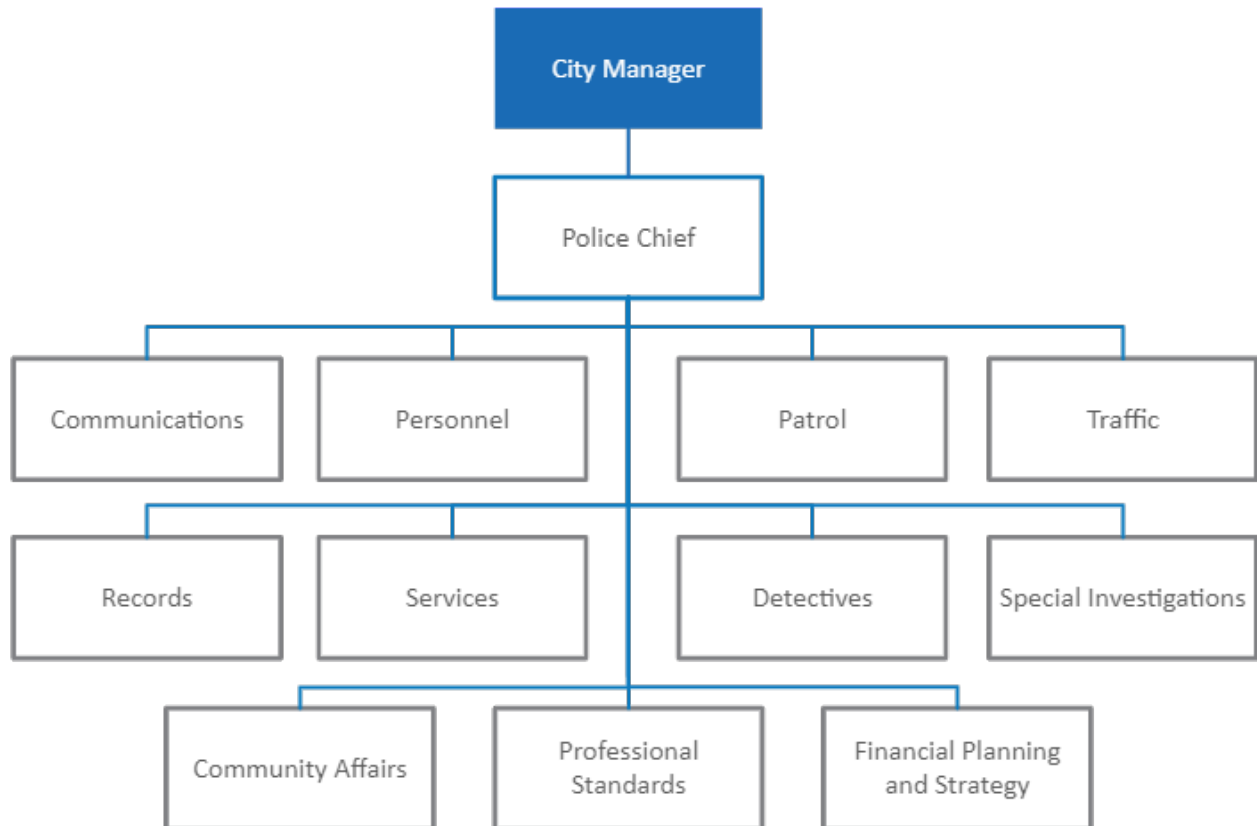 City Manager
Police Chief
Communications
Personnel
Patrol
Traffic
Records
Services
Detectives
Special Investigations
Community Affairs
Professional
Standards
Financial Planning
and Strategy